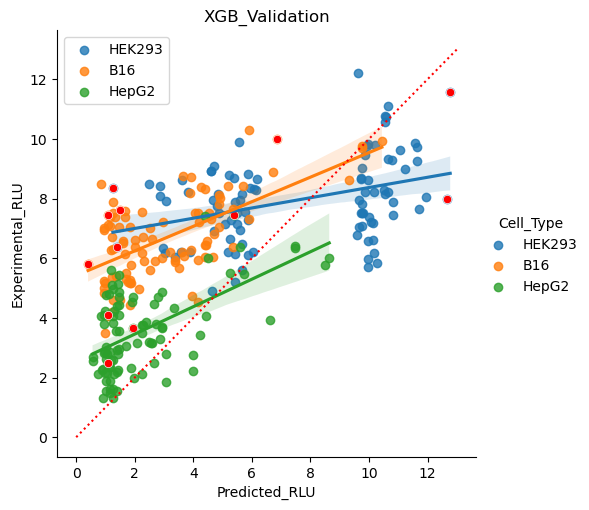 XGB_Validation
HEK293
B16
HepG2
12
10
8
6
4
2
0
Experimental_RLU
0 2 4 6 8 10 12
Predicted_RLU
Cell_Type
HEK293
B16
HepG2